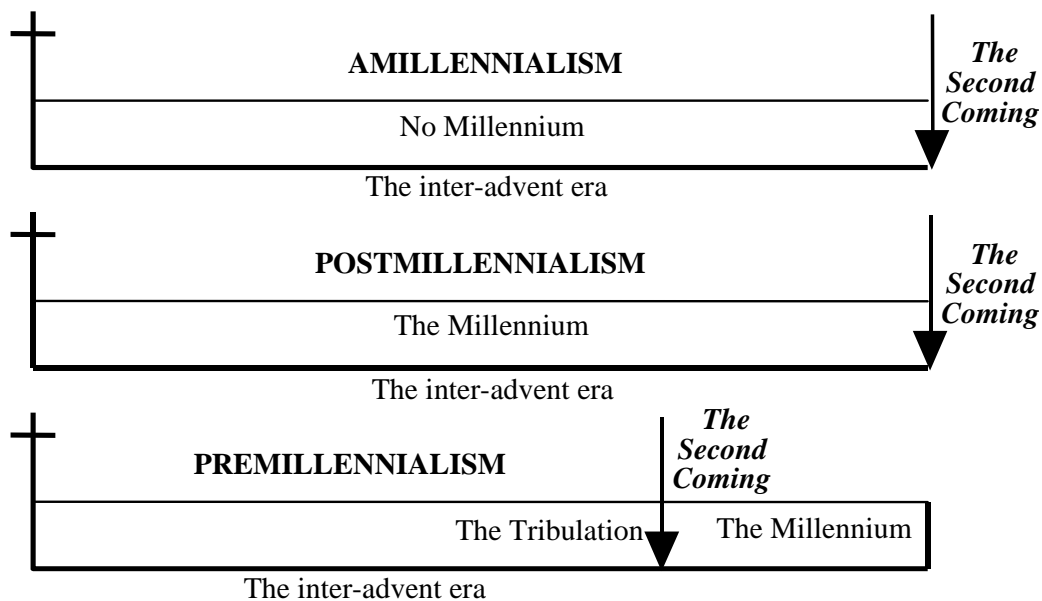 AMILLENNIALISM
The
Second
Coming
No Millennium
The inter-advent era
POSTMILLENNIALISM
The
Second
Coming
The Millennium
The inter-advent era
PREMILLENNIALISM
The
Second
Coming
The Tribulation
The Millennium
The inter-advent era